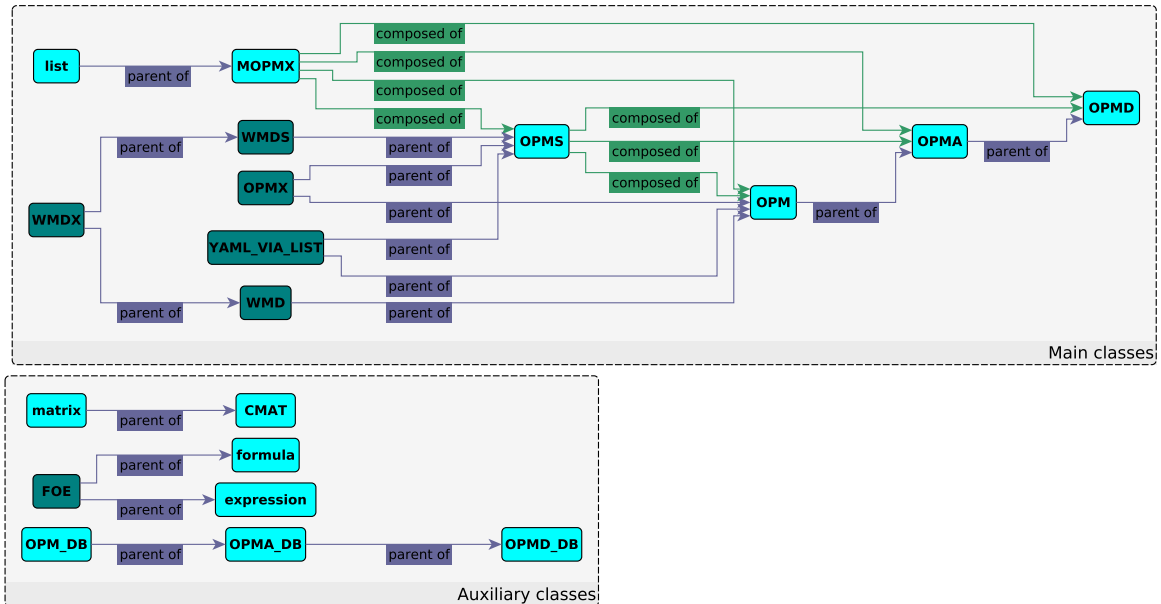 composed of
list
MOPMX
composed of
parent of
composed of
OPMD
composed of
composed of
WMDS
OPMS
OPMA
parent of
parent of
composed of
parent of
parent of
OPMX
composed of
OPM
parent of
parent of
WMDX
YAML_VIA_LIST
parent of
parent of
WMD
parent of
parent of
Main classes
matrix
CMAT
parent of
formula
parent of
FOE
expression
parent of
OPM_DB
OPMA_DB
OPMD_DB
parent of
parent of
Auxiliary classes